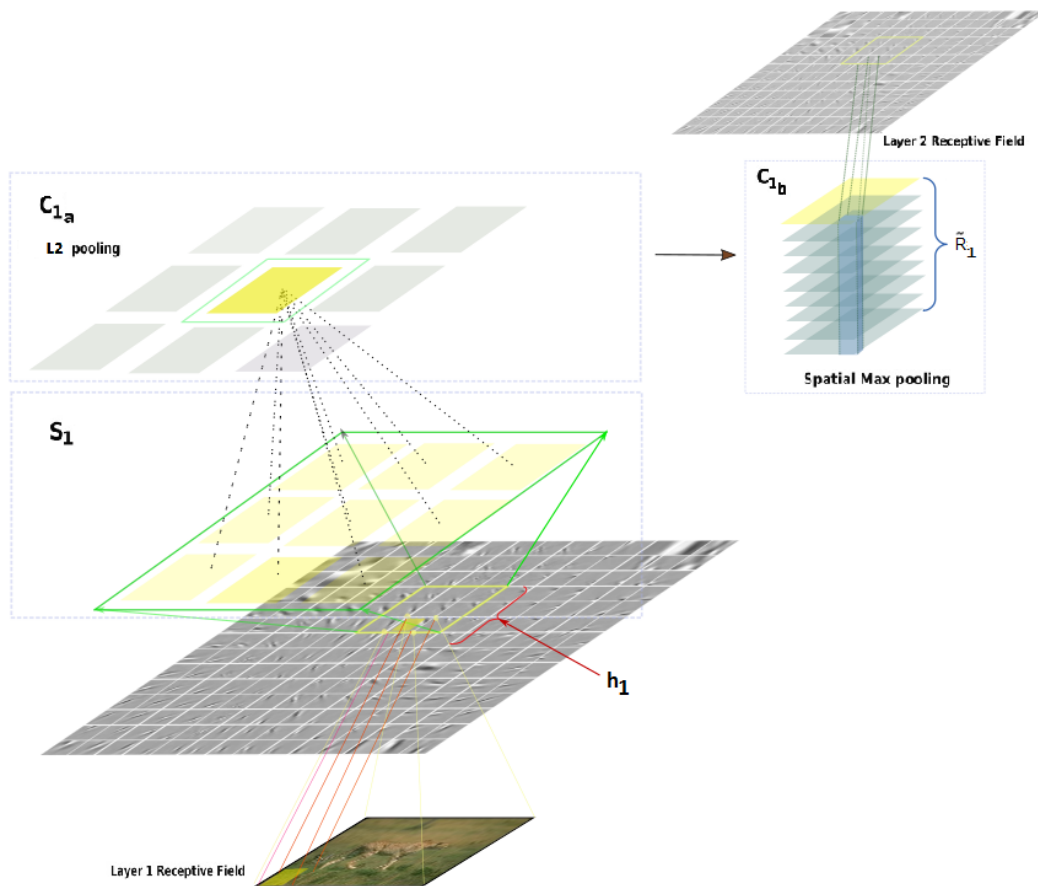 Layer 2 Receptive Field
C1a
L2 pooling
C1b
R̃1
Spatial Max pooling
S1
h1
Layer 1 Receptive Field